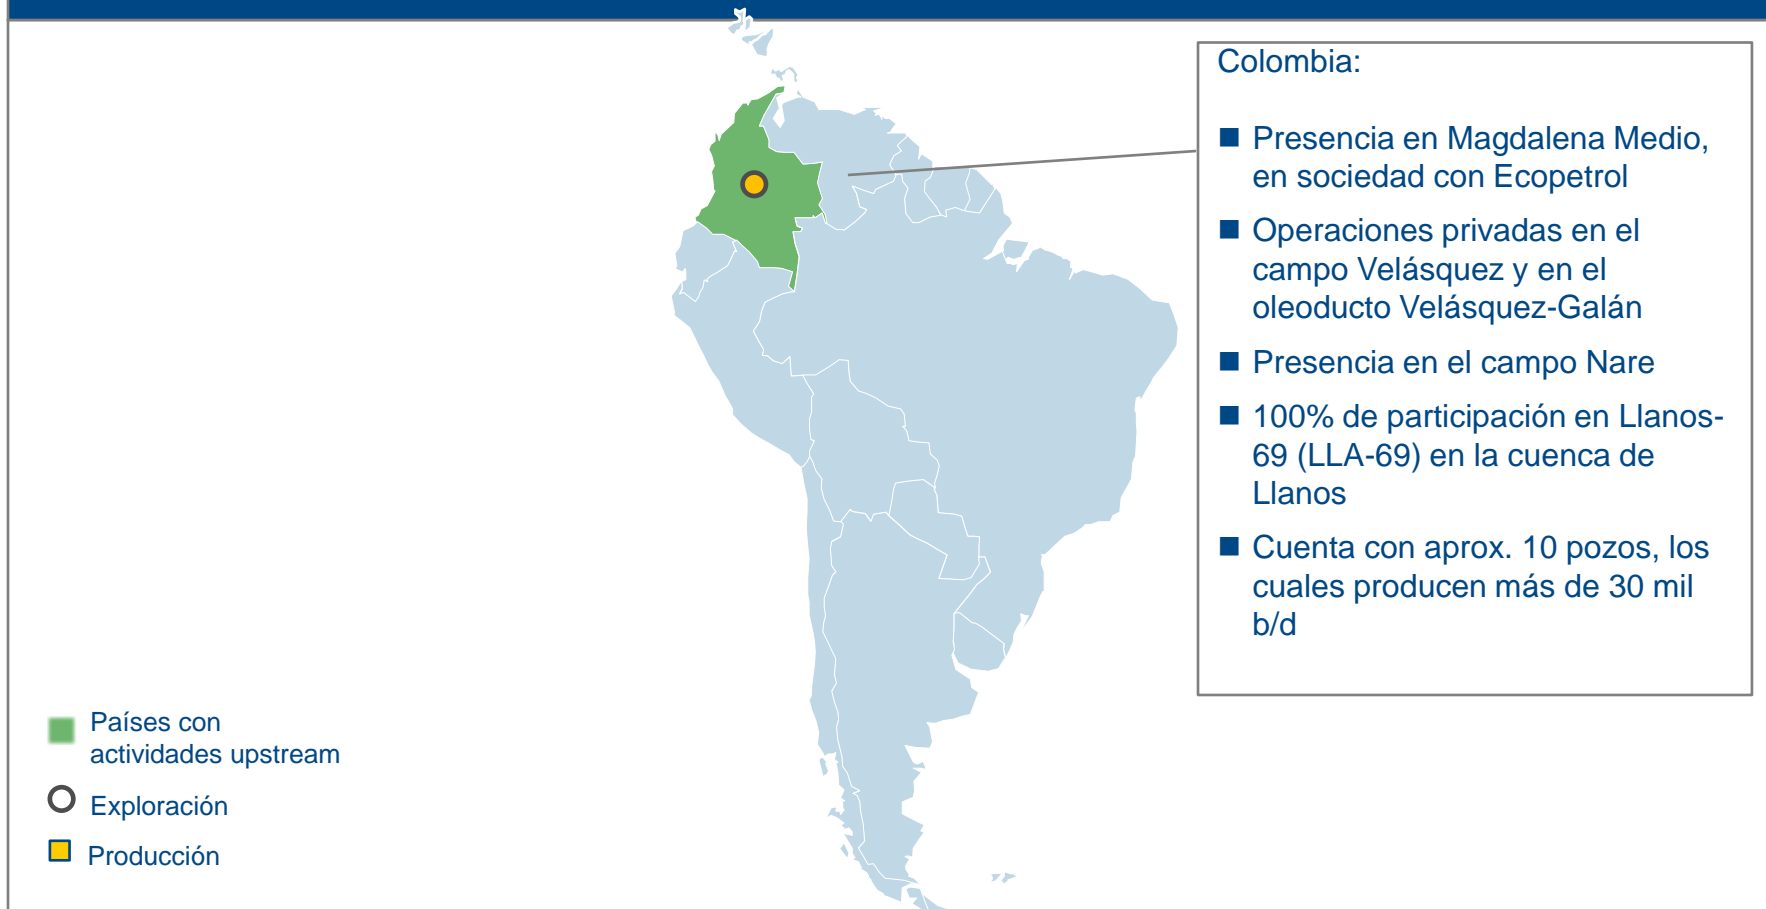 Colombia:
■ Presencia en Magdalena Medio,
en sociedad con Ecopetrol
■ Operaciones privadas en el
campo Velásquez y en el
oleoducto Velásquez-Galán
■ Presencia en el campo Nare
■ 100% de participación en Llanos-
69 (LLA-69) en la cuenca de
Llanos
■ Cuenta con aprox. 10 pozos, los
cuales producen más de 30 mil
b/d
Países con
actividades upstream
Exploración
Producción